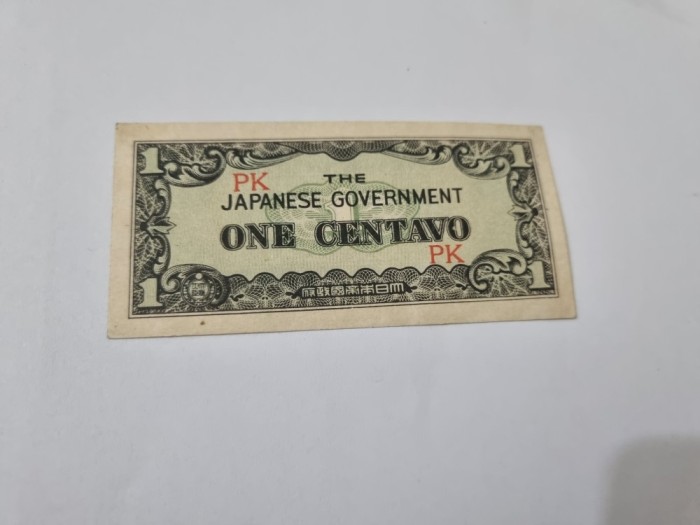 1 1
PK THE
JAPANESE GOVERNMENT
ONE CENTAVO
PK
1 1
大日本帝國政府